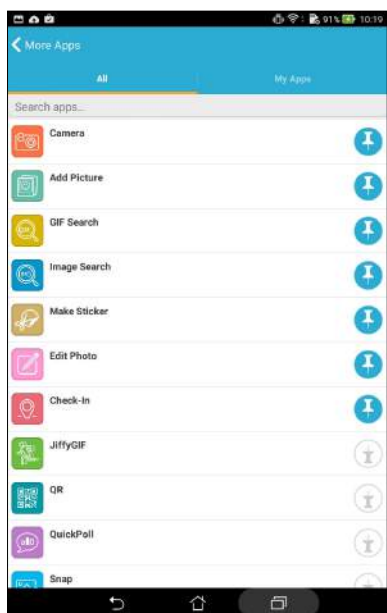 91% 10:19
More Apps
All My Apps
Search apps...
Camera
Add Picture
GIF Search
Image Search
Make Sticker
Edit Photo
Check-In
JiffyGIF
QR
QuickPoll
Snap